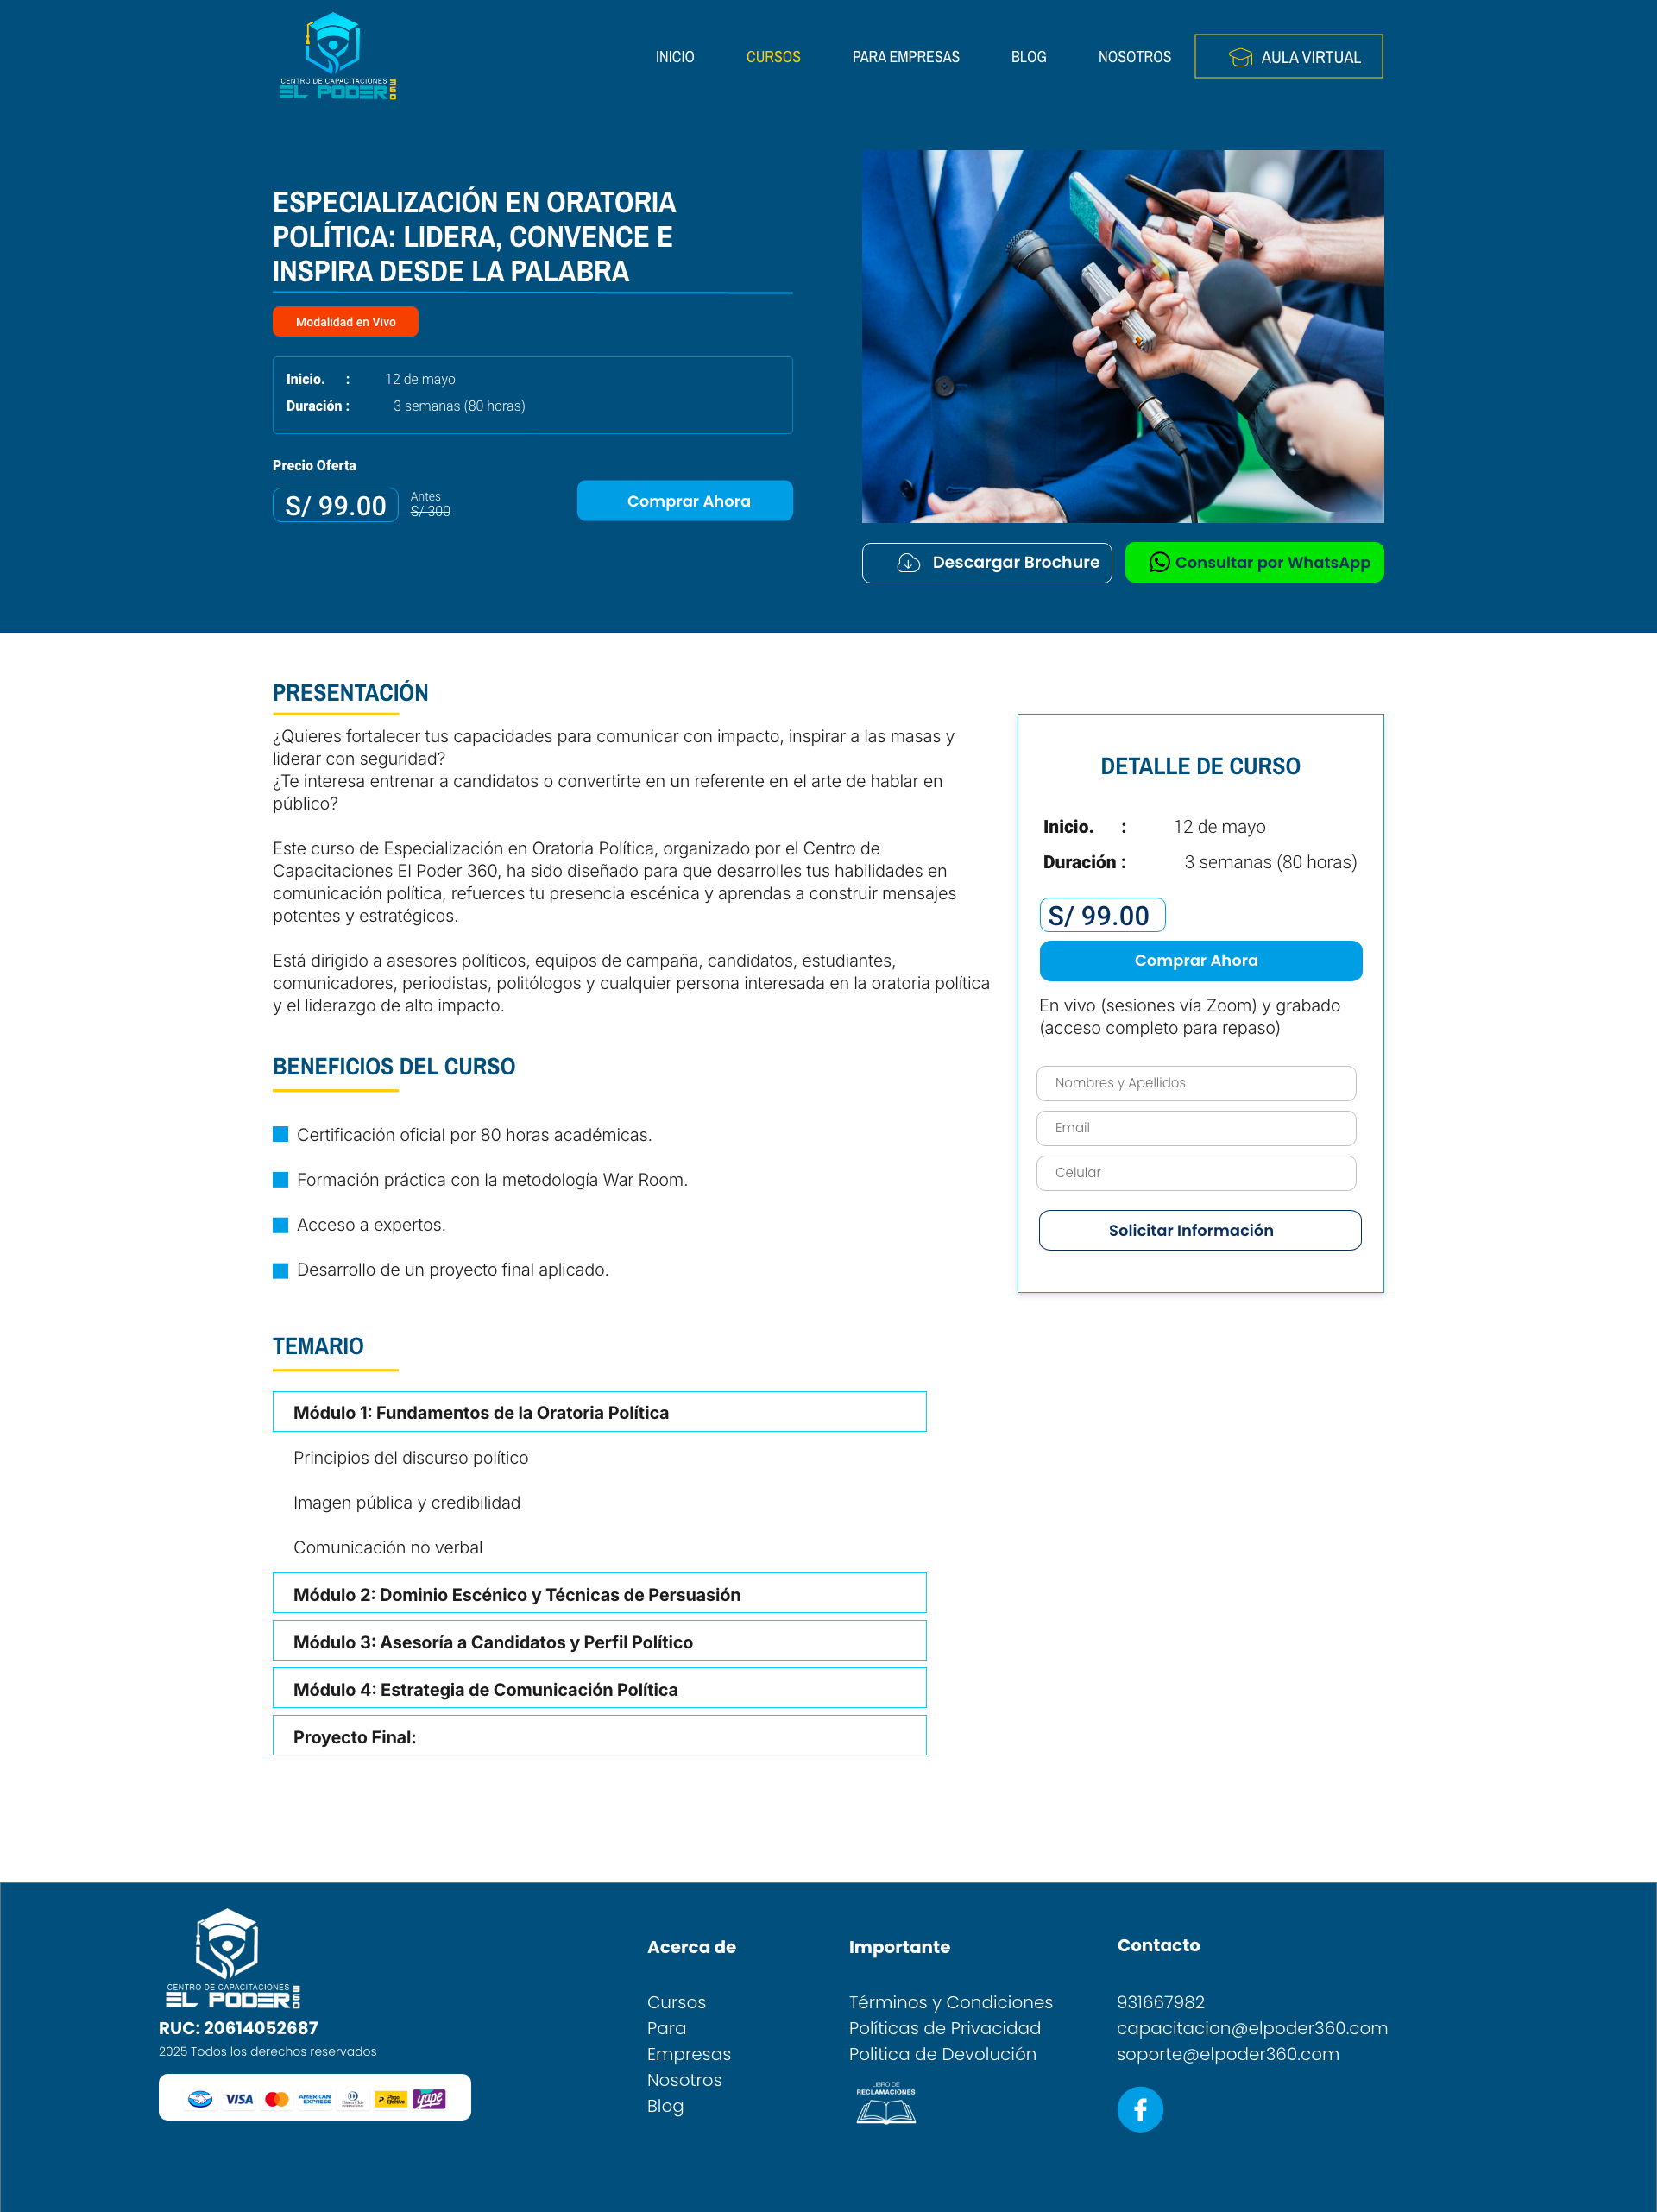 CENTRO DE CAPACITACIONES
EL PODER 360
INICIO
CURSOS
PARA EMPRESAS
BLOG
NOSOTROS
AULA VIRTUAL
ESPECIALIZACIÓN EN ORATORIA
POLÍTICA: LIDERA, CONVENCE E
INSPIRA DESDE LA PALABRA
Modalidad en Vivo
Inicio. : 12 de mayo
Duración : 3 semanas (80 horas)
Precio Oferta
S/ 99.00
Antes
S/ 300
Comprar Ahora
Descargar Brochure
Consultar por WhatsApp
PRESENTACIÓN
¿Quieres fortalecer tus capacidades para comunicar con impacto, inspirar a las masas y
liderar con seguridad?
¿Te interesa entrenar a candidatos o convertirte en un referente en el arte de hablar en
público?
Este curso de Especialización en Oratoria Política, organizado por el Centro de
Capacitaciones El Poder 360, ha sido diseñado para que desarrolles tus habilidades en
comunicación política, refuerces tu presencia escénica y aprendas a construir mensajes
potentes y estratégicos.
Está dirigido a asesores políticos, equipos de campaña, candidatos, estudiantes,
comunicadores, periodistas, politólogos y cualquier persona interesada en la oratoria política
y el liderazgo de alto impacto.
BENEFICIOS DEL CURSO
Certificación oficial por 80 horas académicas.
Formación práctica con la metodología War Room.
Acceso a expertos.
Desarrollo de un proyecto final aplicado.
TEMARIO
Módulo 1: Fundamentos de la Oratoria Política
Principios del discurso político
Imagen pública y credibilidad
Comunicación no verbal
Módulo 2: Dominio Escénico y Técnicas de Persuasión
Módulo 3: Asesoría a Candidatos y Perfil Político
Módulo 4: Estrategia de Comunicación Política
Proyecto Final:
DETALLE DE CURSO
Inicio. : 12 de mayo
Duración : 3 semanas (80 horas)
S/ 99.00
Comprar Ahora
En vivo (sesiones vía Zoom) y grabado
(acceso completo para repaso)
Nombres y Apellidos
Email
Celular
Solicitar Información
CENTRO DE CAPACITACIONES
EL PODER 360
RUC: 20614052687
2025 Todos los derechos reservados
VISA
AMERICAN
EXPRESS
Diners Club
PagoEfectivo
yape
Acerca de
Cursos
Para
Empresas
Nosotros
Blog
Importante
Términos y Condiciones
Políticas de Privacidad
Politica de Devolución
LIBRO DE
RECLAMACIONES
Contacto
931667982
capacitacion@elpoder360.com
soporte@elpoder360.com